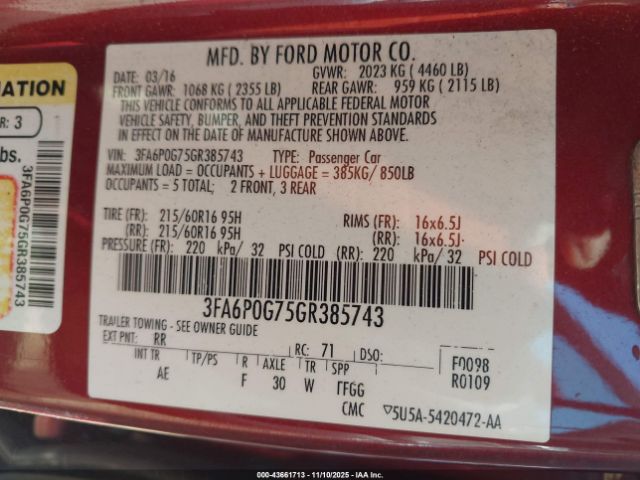 MFD. BY FORD MOTOR CO.
DATE: 03/16 GVWR: 2023 KG ( 4460 LB)
FRONT GAWR: 1068 KG ( 2355 LB) REAR GAWR: 959 KG ( 2115 LB)
THIS VEHICLE CONFORMS TO ALL APPLICABLE FEDERAL MOTOR
VEHICLE SAFETY, BUMPER, AND THEFT PREVENTION STANDARDS
IN EFFECT ON THE DATE OF MANUFACTURE SHOWN ABOVE.
VIN: 3FA6P0G75GR385743 TYPE: Passenger Car
MAXIMUM LOAD = OCCUPANTS + LUGGAGE = 385KG/ 850LB
OCCUPANTS = 5 TOTAL; 2 FRONT, 3 REAR
TIRE (FR): 215/60R16 95H RIMS (FR): 16x6.5J
(RR): 215/60R16 95H (RR): 16x6.5J
PRESSURE (FR): 220 kPa/ 32 PSI COLD (RR): 220 kPa/ 32 PSI COLD
3FA6P0G75GR385743
TRAILER TOWING - SEE OWNER GUIDE
EXT PNT: RR RC: 71 DSO: F0098
INT TR TP/PS R AXLE TR SPP R0109
AE F 30 W
CMC ▽5U5A-5420472-AA
MATION
R: 3
bs.
3FA6P0G75GR385743
000-43661713 - 11/10/2025 - IAA Inc.